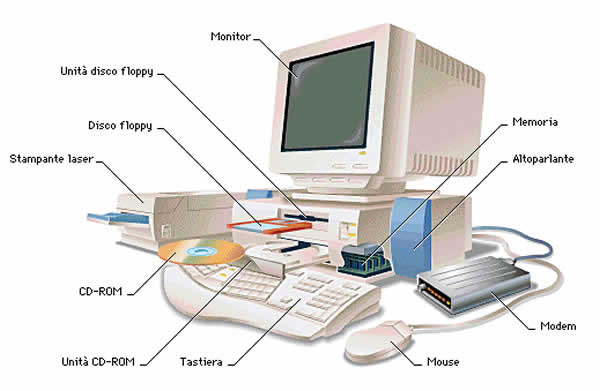 Monitor
Unità disco floppy
Disco floppy
Memoria
Stampante laser
Altoparlante
CD-ROM
Modem
Unità CD-ROM
Tastiera
Mouse